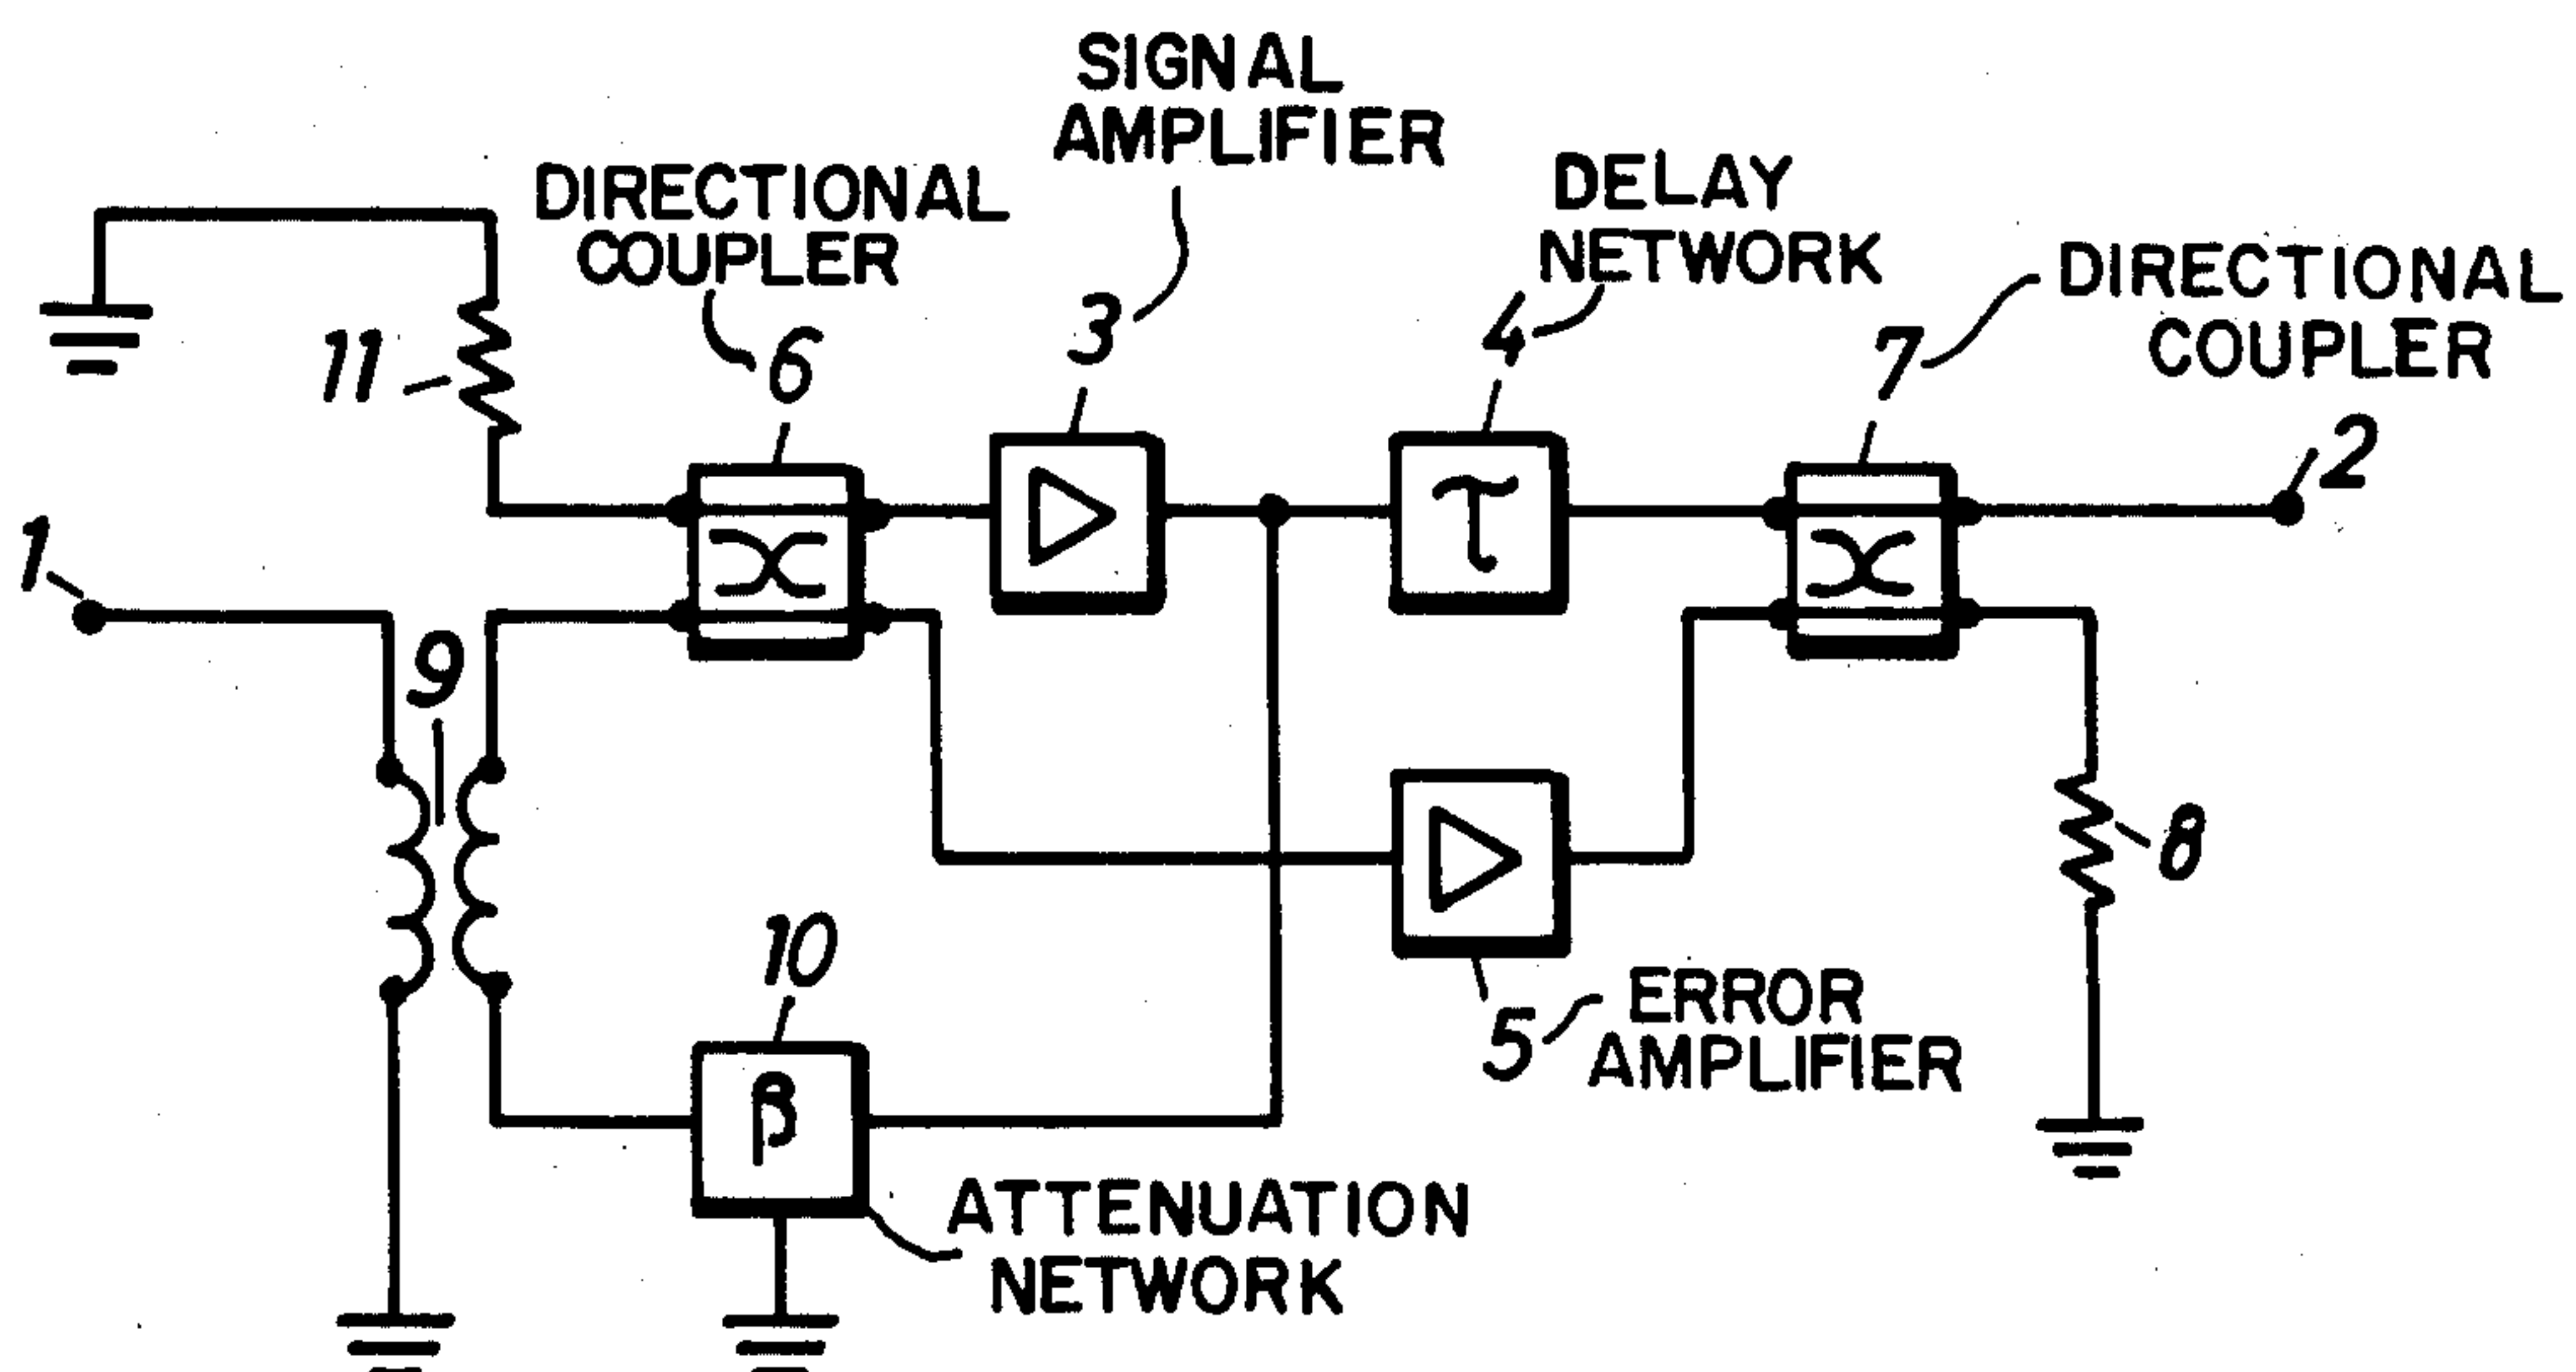 SIGNAL
AMPLIFIER
DIRECTIONAL
COUPLER
DELAY
NETWORK
DIRECTIONAL
COUPLER
11
6
3
4
7
2
1
9
τ
8
10
β
5
ERROR
AMPLIFIER
ATTENUATION
NETWORK